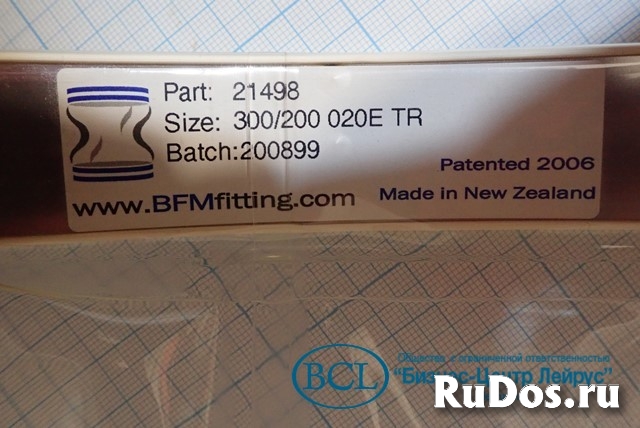 Part: 21498
Size: 300/200 020E TR
Batch:200899
Patented 2006
www.BFMfitting.com
Made in New Zealand
BCL
Общество с ограниченной ответственностью
"Бизнес-Центр Лейрус"
RuDos.ru